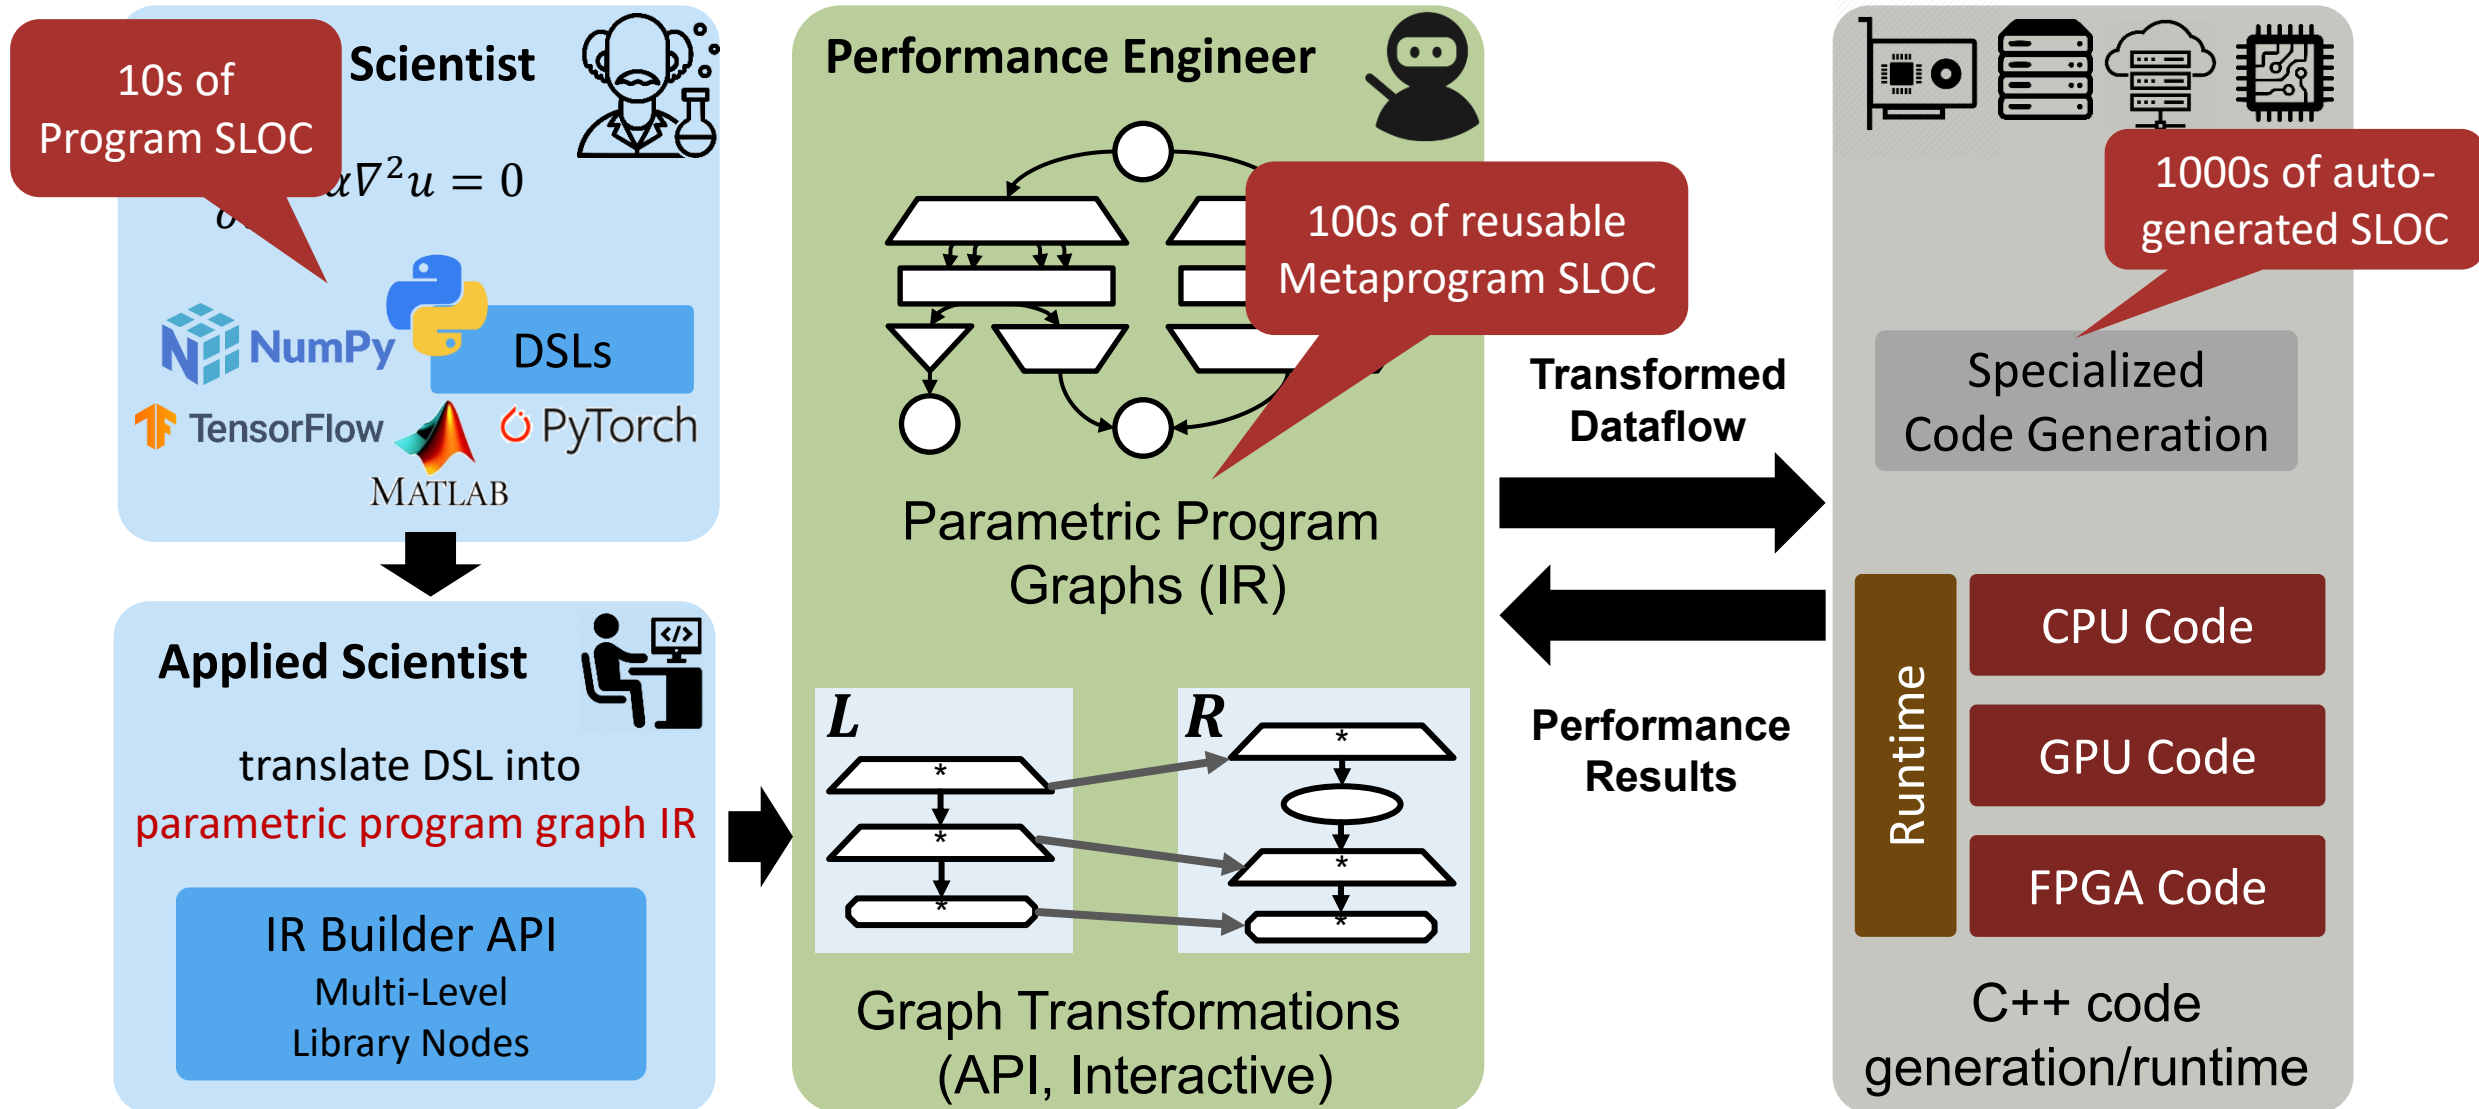 10s of
Program SLOC
Scientist
α∇²u = 0
NumPy
DSLs
TensorFlow
PyTorch
MATLAB
Applied Scientist
</>
translate DSL into
parametric program graph IR
IR Builder API
Multi-Level
Library Nodes
Performance Engineer
100s of reusable
Metaprogram SLOC
Parametric Program
Graphs (IR)
L
*
*
*
R
*
*
*
Graph Transformations
(API, Interactive)
Transformed
Dataflow
Performance
Results
1000s of auto-
generated SLOC
Specialized
Code Generation
Runtime
CPU Code
GPU Code
FPGA Code
C++ code
generation/runtime